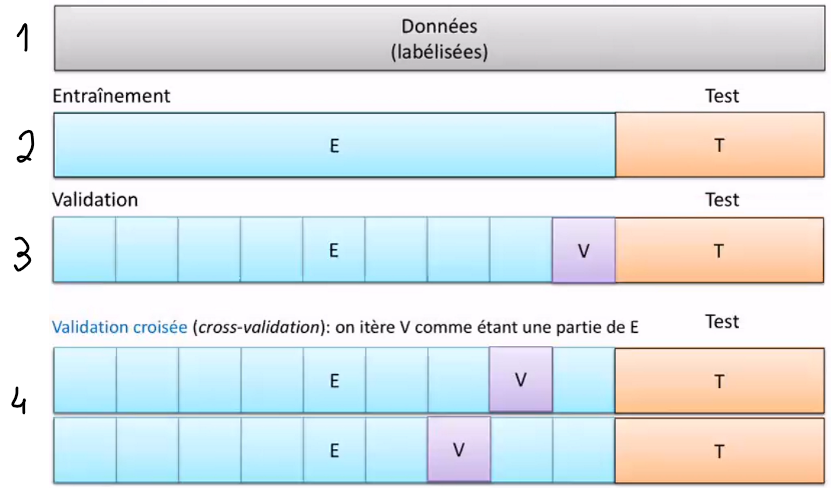 1
Données
(labélisées)
Entraînement Test
2 E T
Validation Test
3 E V T
Validation croisée (cross-validation): on itère V comme étant une partie de E Test
4
E V T
E V T